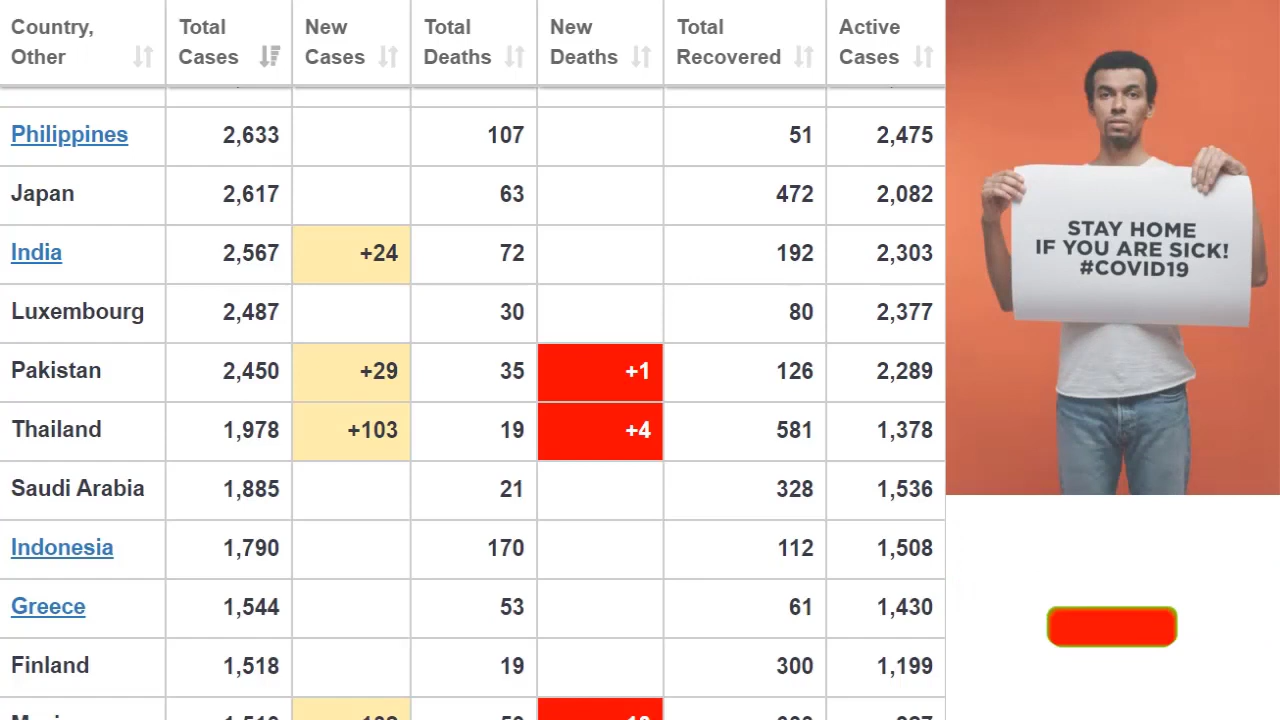 Country, Other Total Cases New Cases Total Deaths New Deaths Total Recovered Active Cases
Philippines 2,633 107 51 2,475
Japan 2,617 63 472 2,082
India 2,567 +24 72 192 2,303
Luxembourg 2,487 30 80 2,377
Pakistan 2,450 +29 35 +1 126 2,289
Thailand 1,978 +103 19 +4 581 1,378
Saudi Arabia 1,885 21 328 1,536
Indonesia 1,790 170 112 1,508
Greece 1,544 53 61 1,430
Finland 1,518 19 300 1,199
STAY HOME
IF YOU ARE SICK!
#COVID19